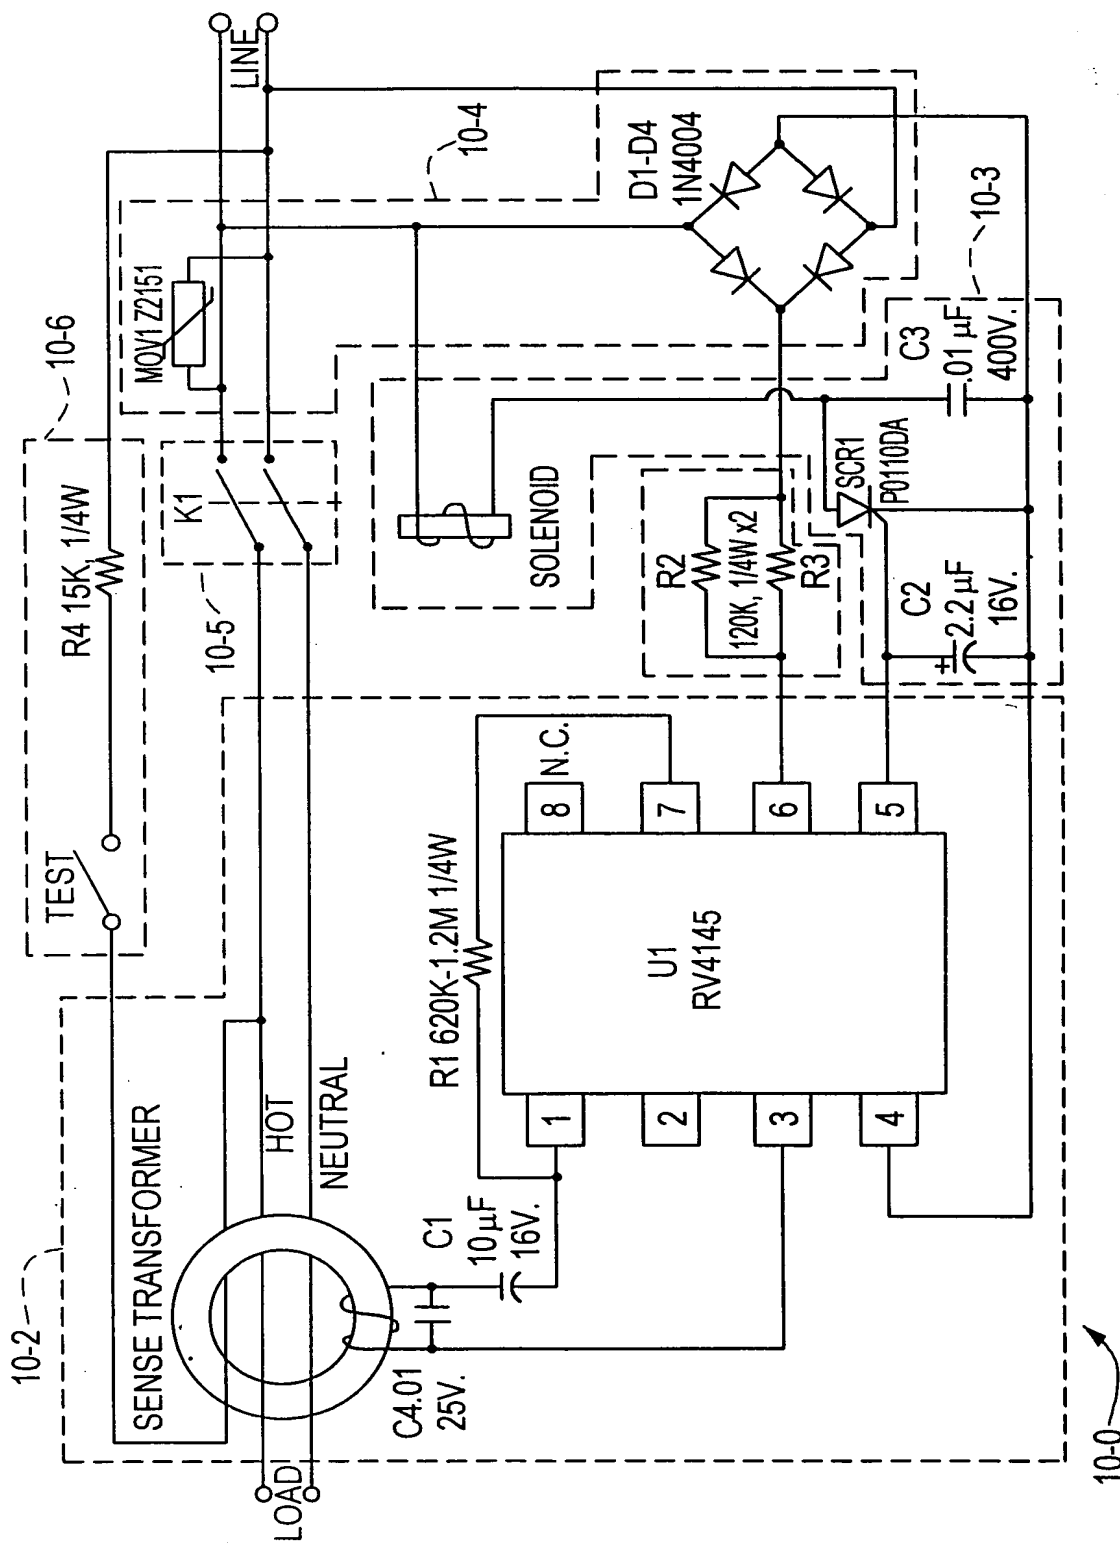 10-2
SENSE TRANSFORMER
LOAD
HOT
NEUTRAL
TEST
R4 15K, 1/4W
10-6
10-5
K1
MOV1 Z2151
LINE
10-4
D1-D4
1N4004
10-3
SOLENOID
C3
.01 µF
400V.
SCR1
P0110DA
R2
120K, 1/4W x2
R3
C2
+
2.2 µF
16V.
R1 620K-1.2M 1/4W
N.C.
8
7
6
5
U1
RV4145
1
2
3
4
C1
10 µF
16V.
C4.01
25V.
10-0